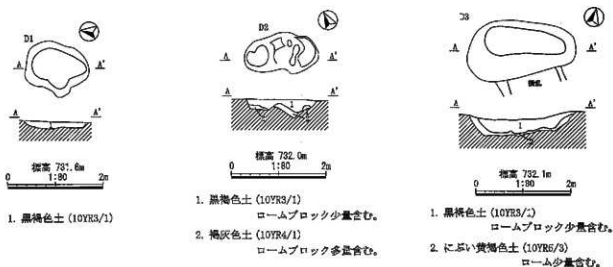 D1
A A'
A A'
標高 731.6m
0 1:80 2m
1. 黒褐色土 (10YR3/1)
D2
A A'
A A'
1
標高 732.0m
0 1:80 2m
1. 黒褐色土 (10YR3/1)
ロームブロック少量含む。
2. 褐灰色土 (10YR4/1)
ロームブロック多量含む。
D3
A A'
攪乱
A A'
1
標高 732.1m
0 1:80 2m
1. 黒褐色土 (10YR3/1)
ロームブロック少量含む。
2. にぶい黄褐色土 (10YR5/3)
ローム少量含む。